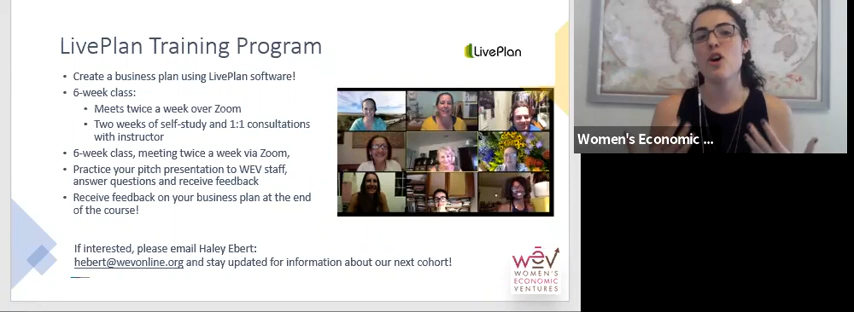 LivePlan Training Program
LivePlan
• Create a business plan using LivePlan software!
• 6-week class:
• Meets twice a week over Zoom
• Two weeks of self-study and 1:1 consultations
with instructor
• 6-week class, meeting twice a week via Zoom,
• Practice your pitch presentation to WEV staff,
answer questions and receive feedback
• Receive feedback on your business plan at the end
of the course!
If interested, please email Haley Ebert:
hebert@wevonline.org and stay updated for information about our next cohort!
wev
WOMEN'S
ECONOMIC
VENTURES
Women's Economic ...